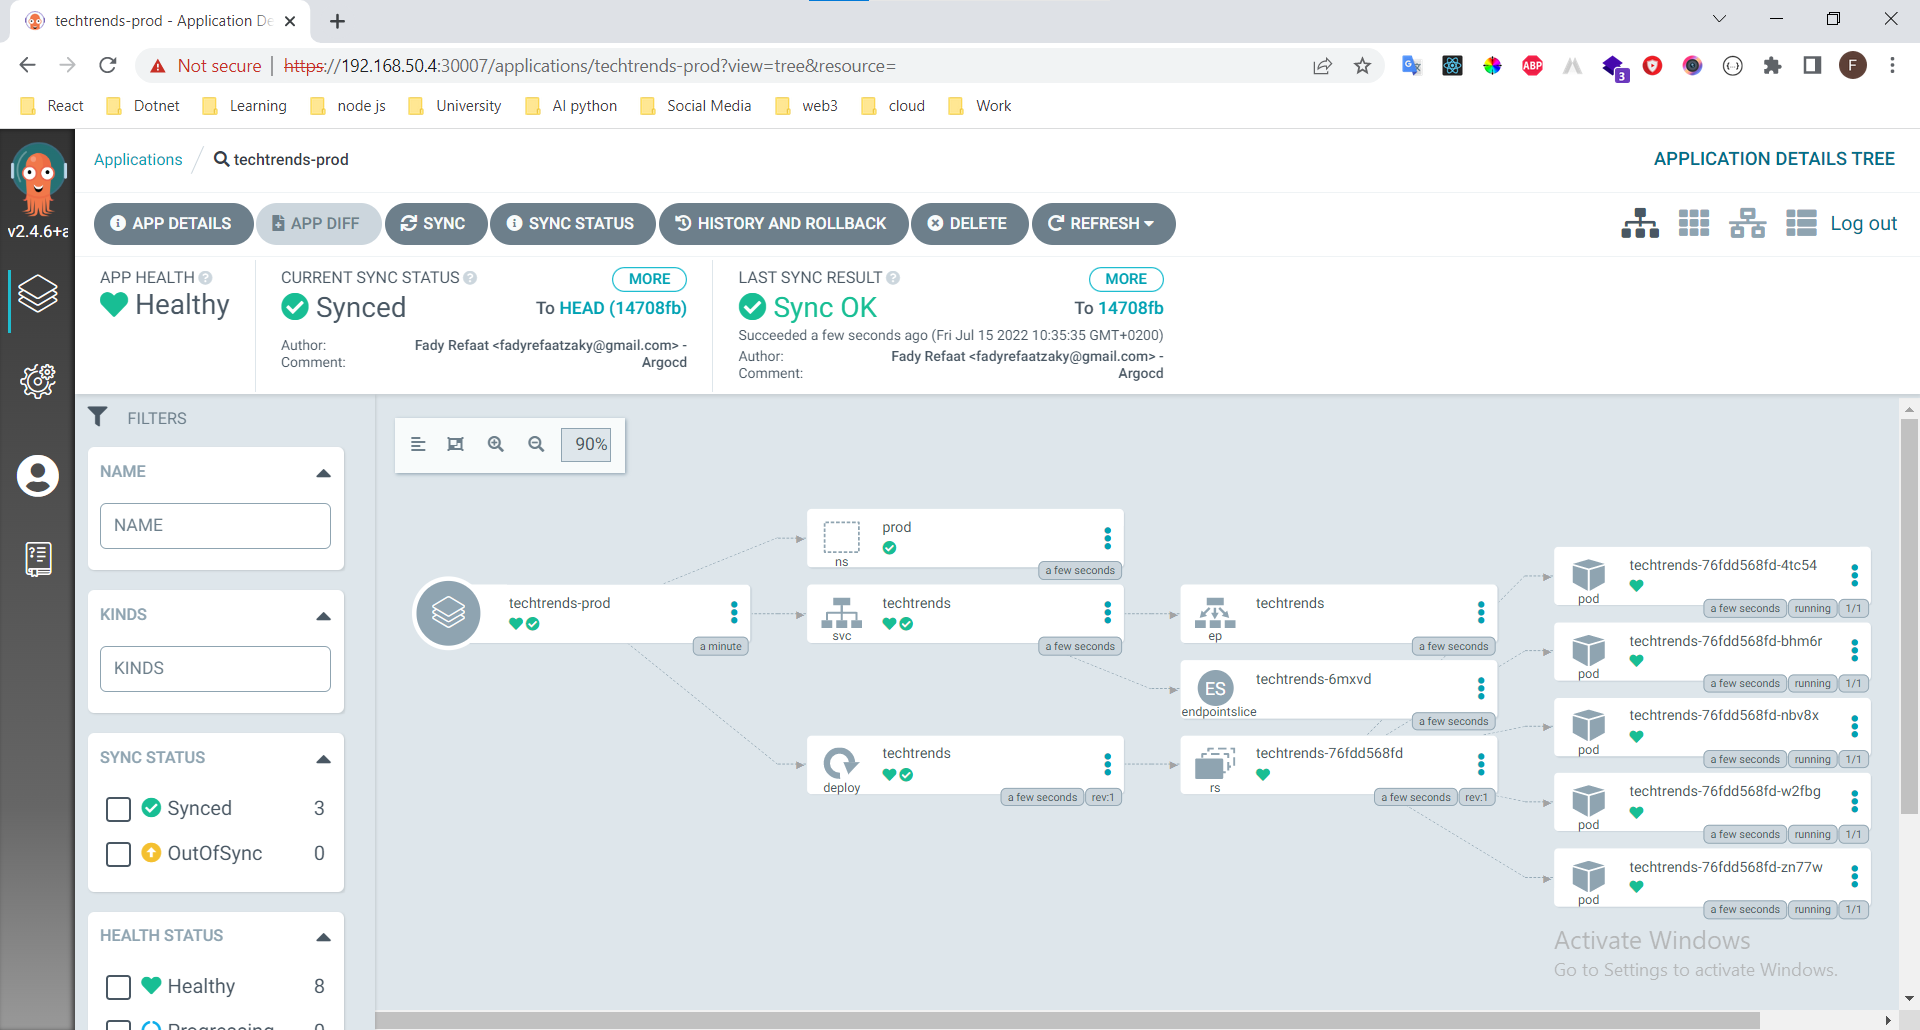 techtrends-prod - Application De
Not secure | https://192.168.50.4:30007/applications/techtrends-prod?view=tree&resource=
ABP
3
F
React Dotnet Learning node js University AI python Social Media web3 cloud Work
v2.4.6+a
Applications / techtrends-prod
APPLICATION DETAILS TREE
APP DETAILS APP DIFF SYNC SYNC STATUS HISTORY AND ROLLBACK DELETE REFRESH
Log out
APP HEALTH
Healthy
CURRENT SYNC STATUS MORE
Synced To HEAD (14708fb)
Author: Fady Refaat <fadyrefaatzaky@gmail.com> -
Comment: Argocd
LAST SYNC RESULT MORE
Sync OK To 14708fb
Succeeded a few seconds ago (Fri Jul 15 2022 10:35:35 GMT+0200)
Author: Fady Refaat <fadyrefaatzaky@gmail.com> -
Comment: Argocd
FILTERS
NAME
NAME
KINDS
KINDS
SYNC STATUS
Synced 3
OutOfSync 0
HEALTH STATUS
Healthy 8
Progressing 0
90%
techtrends-prod
a minute
prod
ns
a few seconds
techtrends
svc
a few seconds
techtrends
deploy
a few seconds rev:1
techtrends
ep
a few seconds
ES
techtrends-6mxvd
endpointslice
a few seconds
techtrends-76fdd568fd
rs
a few seconds rev:1
techtrends-76fdd568fd-4tc54
pod
a few seconds running 1/1
techtrends-76fdd568fd-bhm6r
pod
a few seconds running 1/1
techtrends-76fdd568fd-nbv8x
pod
a few seconds running 1/1
techtrends-76fdd568fd-w2fbg
pod
a few seconds running 1/1
techtrends-76fdd568fd-zn77w
pod
a few seconds running 1/1
Activate Windows
Go to Settings to activate Windows.